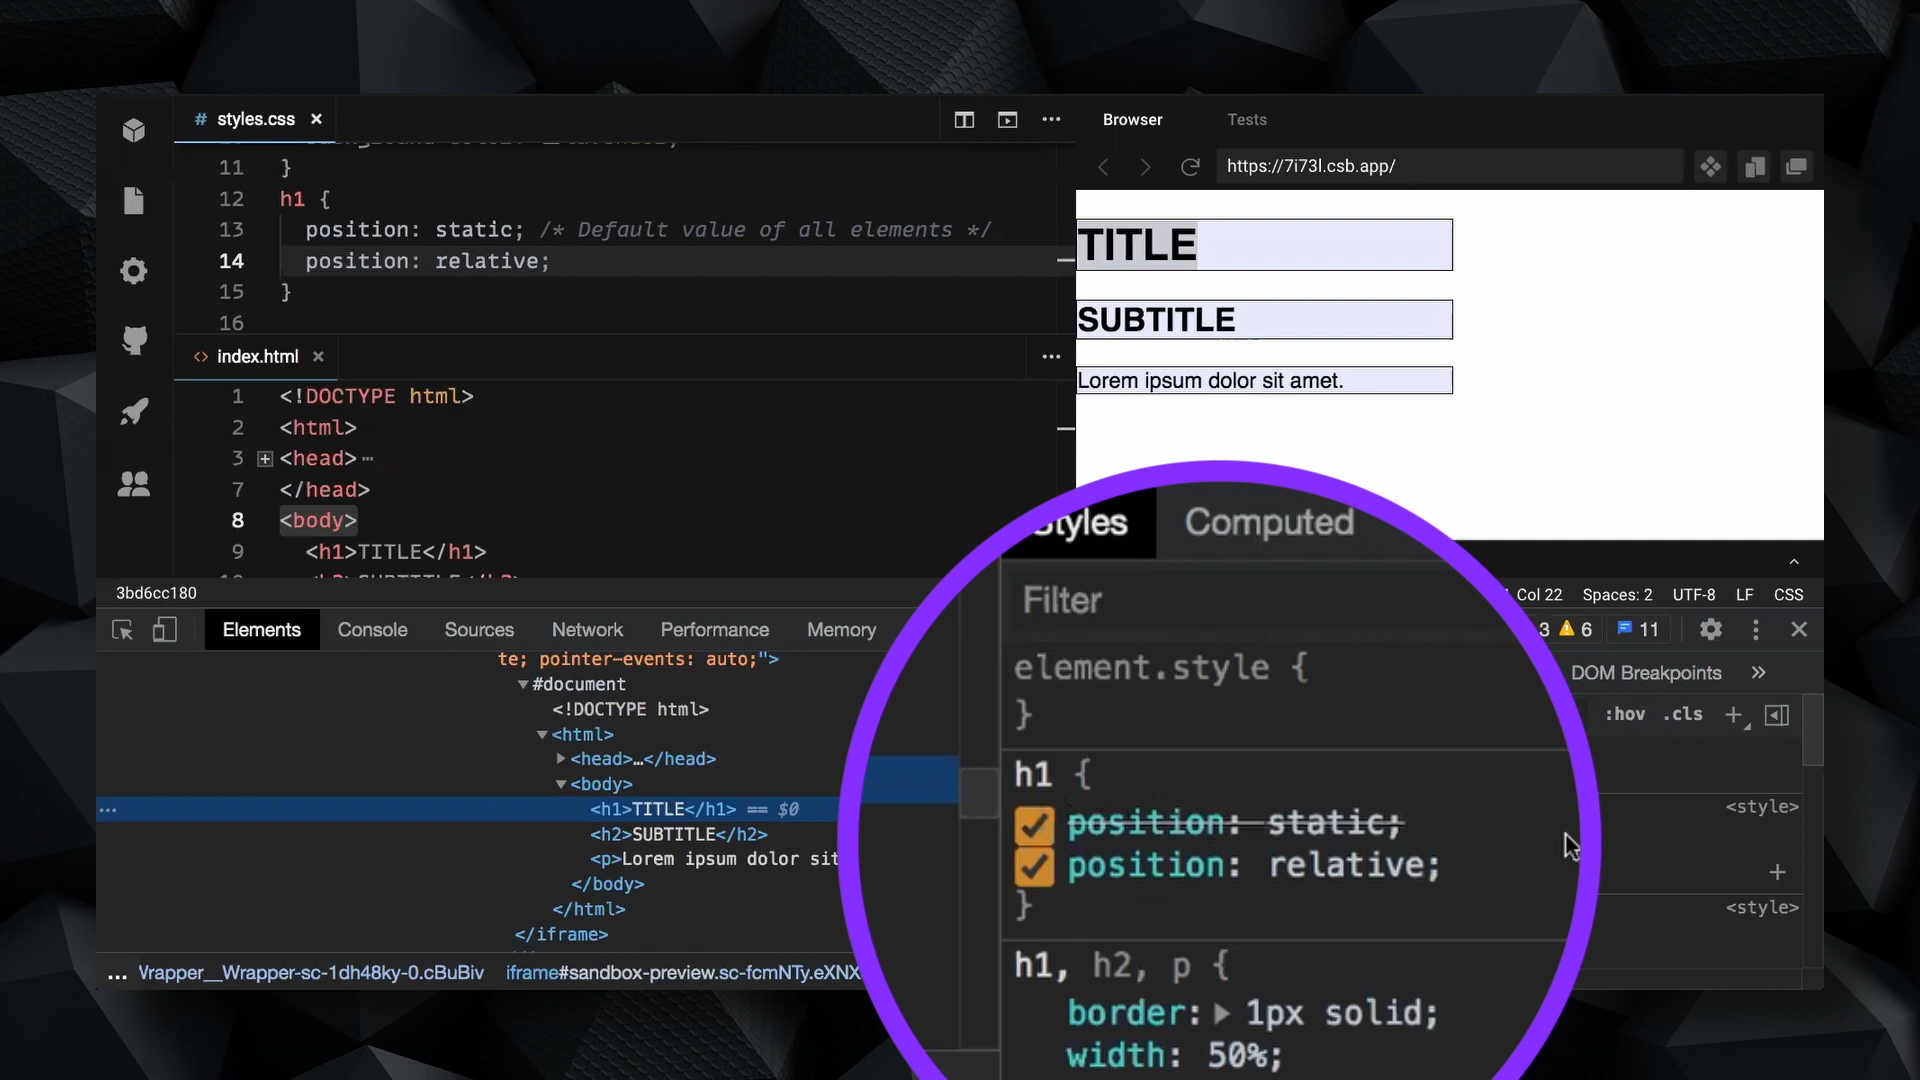 # styles.css ×
11 }
12 h1 {
13 position: static; /* Default value of all elements */
14 position: relative;
15 }
16
<> index.html ×
1 <!DOCTYPE html>
2 <html>
3 <head>
7 </head>
8 <body>
9 <h1>TITLE</h1>
3bd6cc180
Browser Tests
https://7i73l.csb.app/
TITLE
SUBTITLE
Lorem ipsum dolor sit amet.
Col 22 Spaces: 2 UTF-8 LF CSS
Elements Console Sources Network Performance Memory
3 6 11
te; pointer-events: auto;">
#document
<!DOCTYPE html>
<html>
<head>…</head>
<body>
<h1>TITLE</h1> == $0
<h2>SUBTITLE</h2>
<p>Lorem ipsum dolor sit
</body>
</html>
</iframe>
... Vrapper__Wrapper-sc-1dh48ky-0.cBuBiv iframe#sandbox-preview.sc-fcmNTy.eXNX
Styles Computed
Filter
element.style {
}
h1 {
position: static;
position: relative;
}
h1, h2, p {
border: 1px solid;
width: 50%;
DOM Breakpoints »
:hov .cls +
<style>
+
<style>